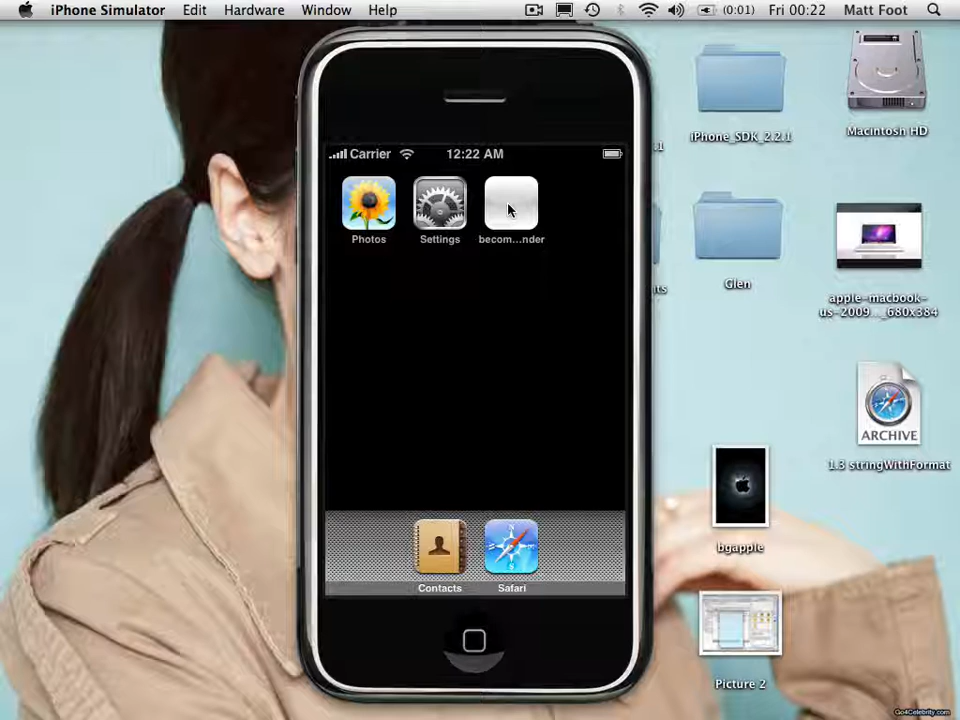 iPhone Simulator Edit Hardware Window Help (0:01) Fri 00:22 Matt Foot
iPhone_SDK_2.2.1
Macintosh HD
Carrier 12:22 AM
Photos
Settings
becom...nder
Glen
apple-macbook-
us-2009..._680x384
ARCHIVE
1.3 stringWithFormat
bgapple
Contacts
Safari
Picture 2
Go4Celebrity.com